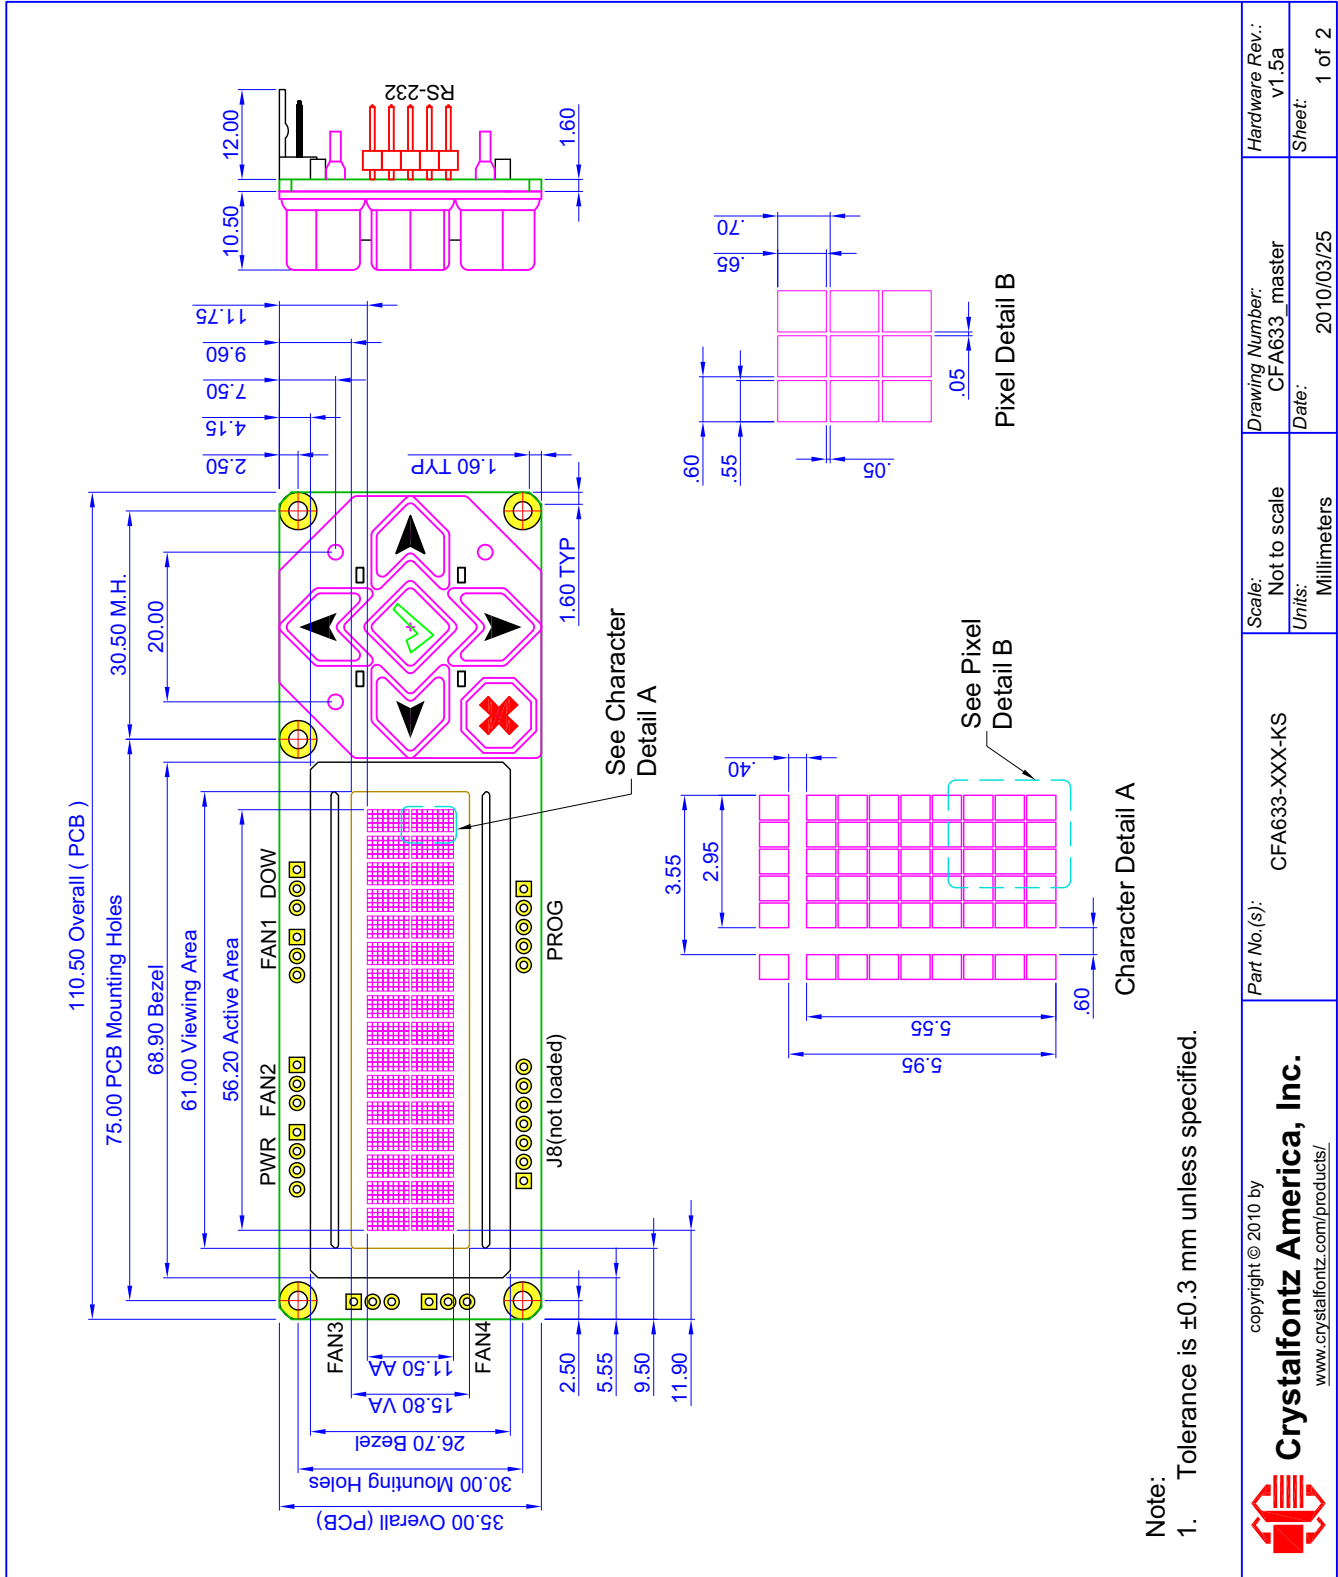 110.50 Overall ( PCB )
75.00 PCB Mounting Holes
30.50 M.H.
68.90 Bezel
20.00
61.00 Viewing Area
56.20 Active Area
PWR
FAN2
FAN1
DOW
FAN3
FAN4
J8(not loaded)
PROG
35.00 Overall (PCB)
30.00 Mounting Holes
26.70 Bezel
15.80 VA
11.50 AA
2.50
5.55
9.50
11.90
2.50
4.15
7.50
9.60
11.75
1.60 TYP
1.60 TYP
10.50
12.00
RS-232
1.60
See Character
Detail A
3.55
2.95
.40
5.55
5.95
.60
See Pixel
Detail B
Character Detail A
.60
.55
.65
.70
.05
.05
Pixel Detail B
Note:
1. Tolerance is ±0.3 mm unless specified.
copyright © 2010 by
Crystalfontz America, Inc.
www.crystalfontz.com/products/
Part No.(s):
CFA633-XXX-KS
Scale:
Not to scale
Units:
Millimeters
Drawing Number:
CFA633_master
Date:
2010/03/25
Hardware Rev.:
v1.5a
Sheet:
1 of 2